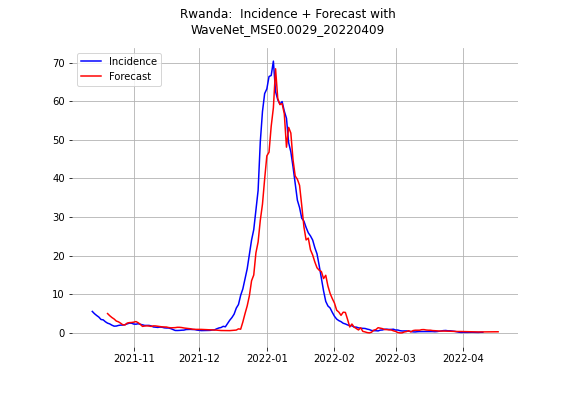 Rwanda: Incidence + Forecast with
WaveNet_MSE0.0029_20220409
Incidence
Forecast
70
60
50
40
30
20
10
0
2021-11 2021-12 2022-01 2022-02 2022-03 2022-04